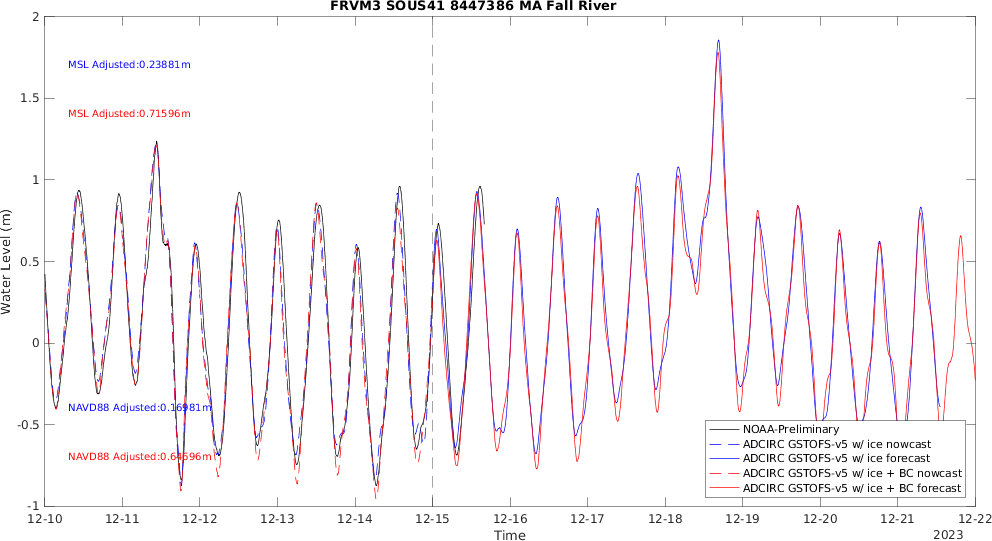 FRVM3 SOUS41 8447386 MA Fall River
2
1.5
1
0.5
0
-0.5
-1
Water Level (m)
MSL Adjusted:0.23881m
MSL Adjusted:0.71596m
NAVD88 Adjusted:0.16981m
NAVD88 Adjusted:0.64696m
NOAA-Preliminary
ADCIRC GSTOFS-v5 w/ ice nowcast
ADCIRC GSTOFS-v5 w/ ice forecast
ADCIRC GSTOFS-v5 w/ ice + BC nowcast
ADCIRC GSTOFS-v5 w/ ice + BC forecast
12-10 12-11 12-12 12-13 12-14 12-15 12-16 12-17 12-18 12-19 12-20 12-21 12-22
Time
2023